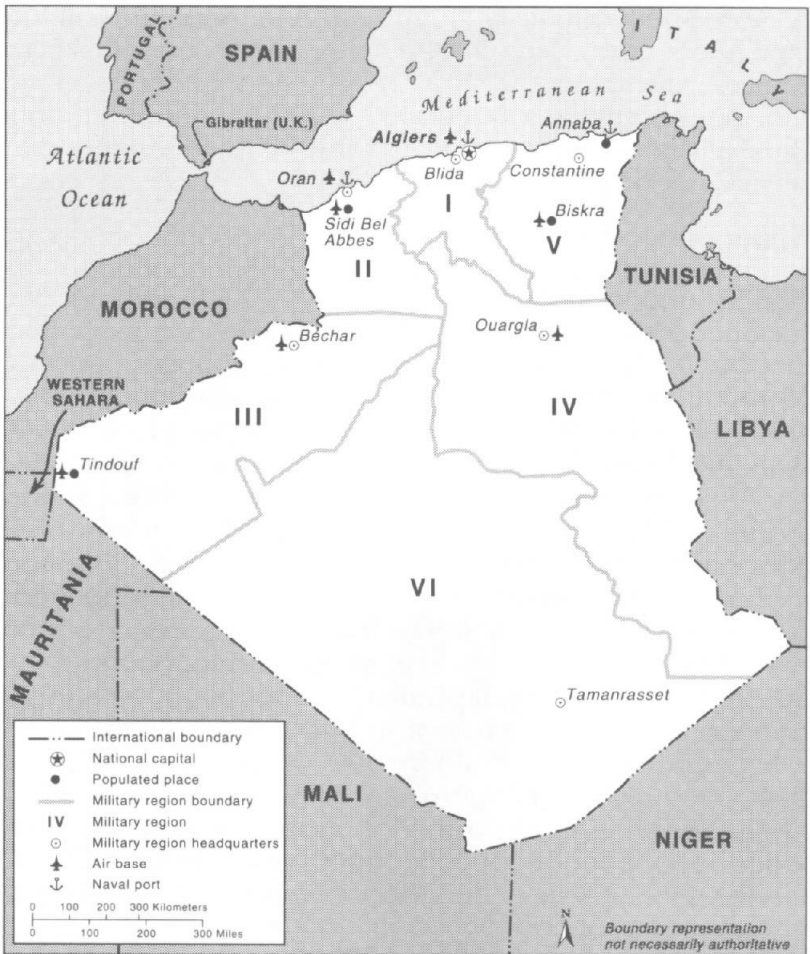 SPAIN
PORTUGAL
ITALY
Gibraltar (U.K.)
Mediterranean Sea
Atlantic
Ocean
Algiers
Annaba
Oran
Blida
Constantine
Sidi Bel
Abbes
Biskra
I
II
V
TUNISIA
MOROCCO
Bechar
Ouargla
WESTERN
SAHARA
III
IV
LIBYA
Tindouf
MAURITANIA
VI
Tamanrasset
MALI
NIGER
International boundary
National capital
Populated place
Military region boundary
IV Military region
Military region headquarters
Air base
Naval port
0 100 200 300 Kilometers
0 100 200 300 Miles
N
Boundary representation
not necessarily authoritative